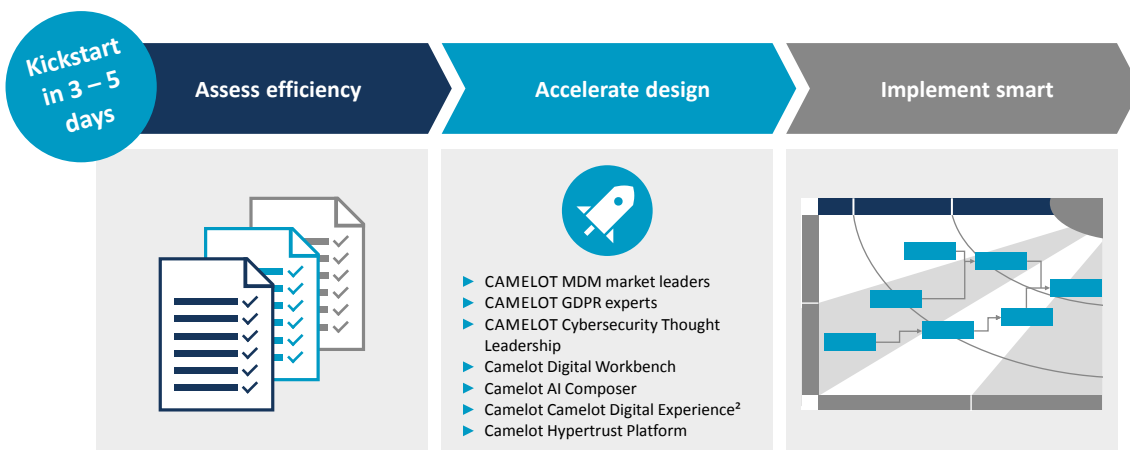 Kickstart
in 3 – 5
days
Assess efficiency
Accelerate design
Implement smart
CAMELOT MDM market leaders
CAMELOT GDPR experts
CAMELOT Cybersecurity Thought
Leadership
Camelot Digital Workbench
Camelot AI Composer
Camelot Camelot Digital Experience²
Camelot Hypertrust Platform